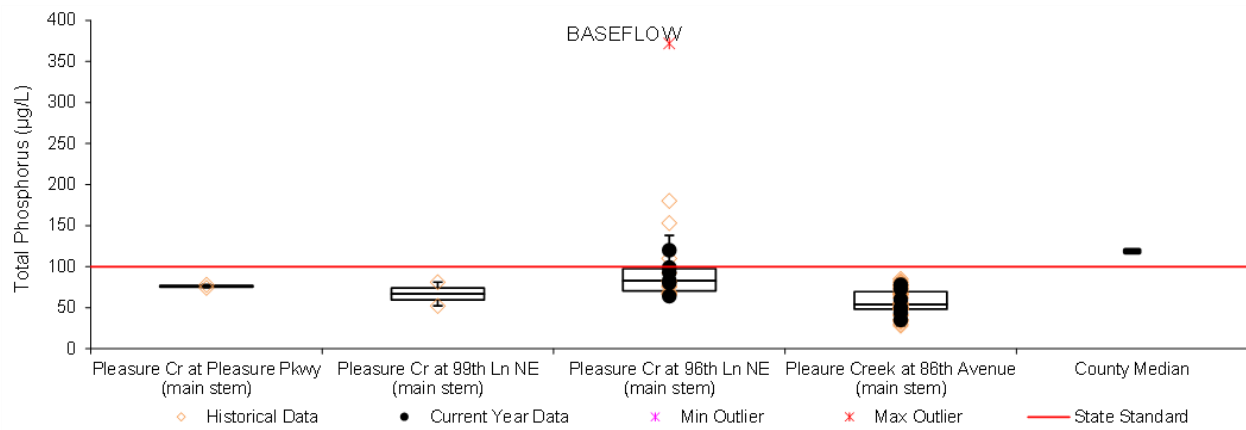 BASEFLOW
Total Phosphorus (µg/L)
400
350
300
250
200
150
100
50
0
Pleasure Cr at Pleasure Pkwy
(main stem)
Pleasure Cr at 99th Ln NE
(main stem)
Pleasure Cr at 96th Ln NE
(main stem)
Pleaure Creek at 86th Avenue
(main stem)
County Median
Historical Data
Current Year Data
Min Outlier
Max Outlier
State Standard